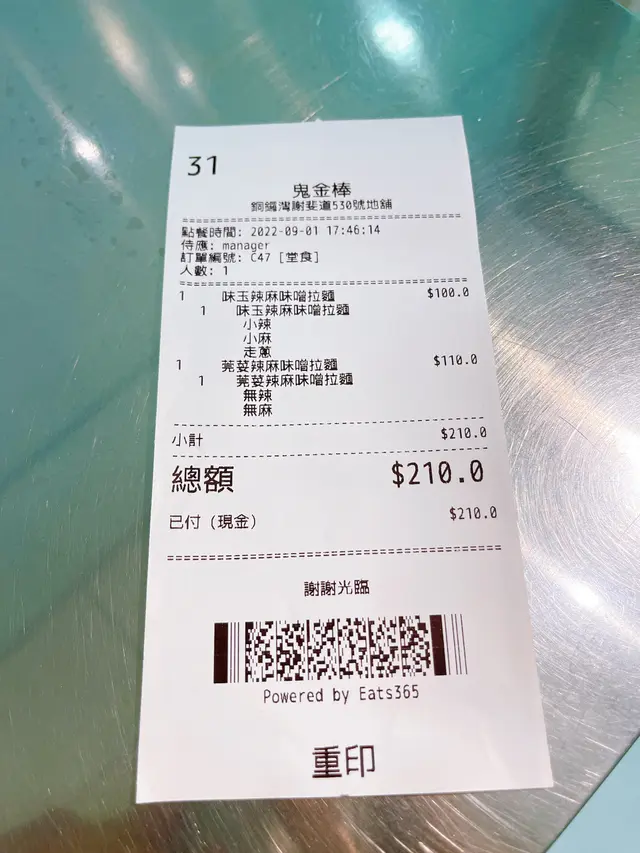 31
鬼金棒
銅鑼灣謝斐道530號地舖
點餐時間: 2022-09-01 17:46:14
侍應: manager
訂單編號: C47 [堂食]
人數: 1
1 味玉辣麻味噌拉麵 $100.0
1 味玉辣麻味噌拉麵
小辣
小麻
走蔥
1 芫荽辣麻味噌拉麵 $110.0
1 芫荽辣麻味噌拉麵
無辣
無麻
小計 $210.0
總額 $210.0
已付 (現金) $210.0
謝謝光臨
Powered by Eats365
重印